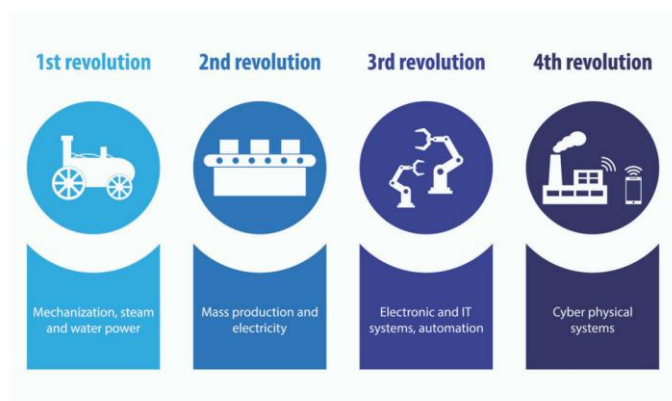 1st revolution
2nd revolution
3rd revolution
4th revolution
Mechanization, steam
and water power
Mass production and
electricity
Electronic and IT
systems, automation
Cyber physical
systems